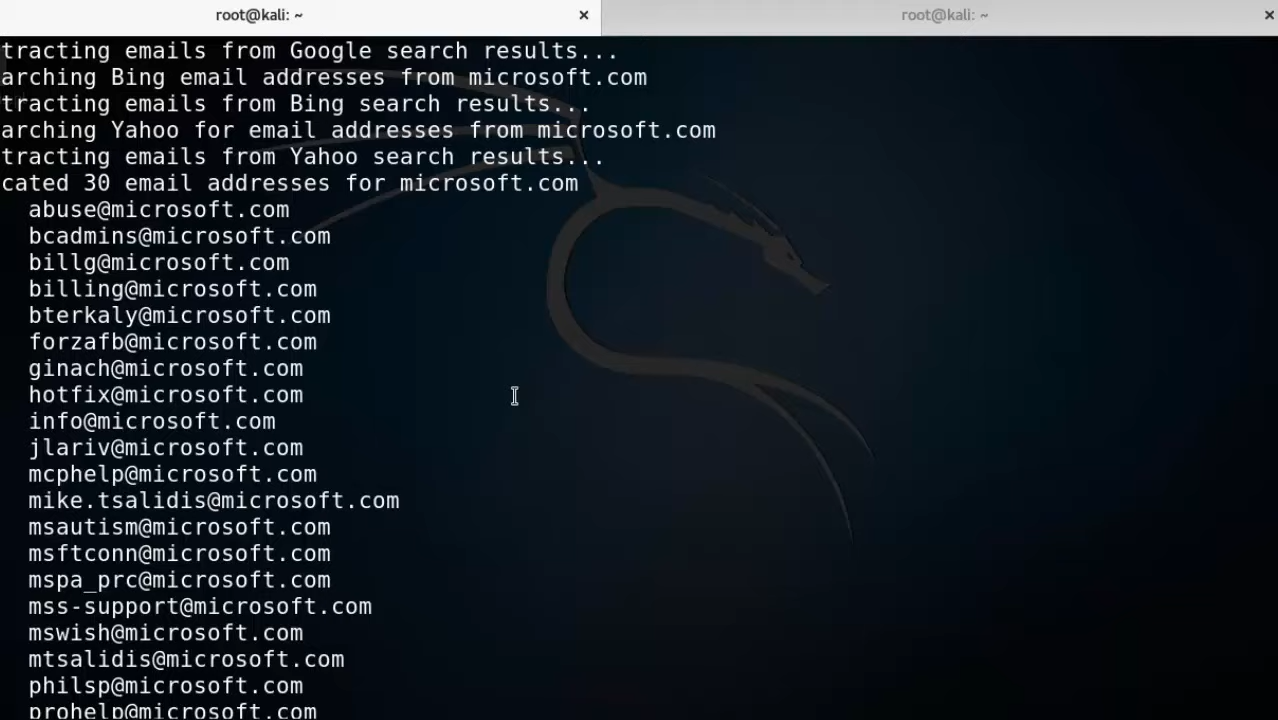 root@kali: ~ × root@kali: ~ ×
tracting emails from Google search results...
arching Bing email addresses from microsoft.com
tracting emails from Bing search results...
arching Yahoo for email addresses from microsoft.com
tracting emails from Yahoo search results...
cated 30 email addresses for microsoft.com
abuse@microsoft.com
bcadmins@microsoft.com
billg@microsoft.com
billing@microsoft.com
bterkaly@microsoft.com
forzafb@microsoft.com
ginach@microsoft.com
hotfix@microsoft.com
info@microsoft.com
jlariv@microsoft.com
mcphelp@microsoft.com
mike.tsalidis@microsoft.com
msautism@microsoft.com
msftconn@microsoft.com
mspa_prc@microsoft.com
mss-support@microsoft.com
mswish@microsoft.com
mtsalidis@microsoft.com
philsp@microsoft.com
prohelp@microsoft.com